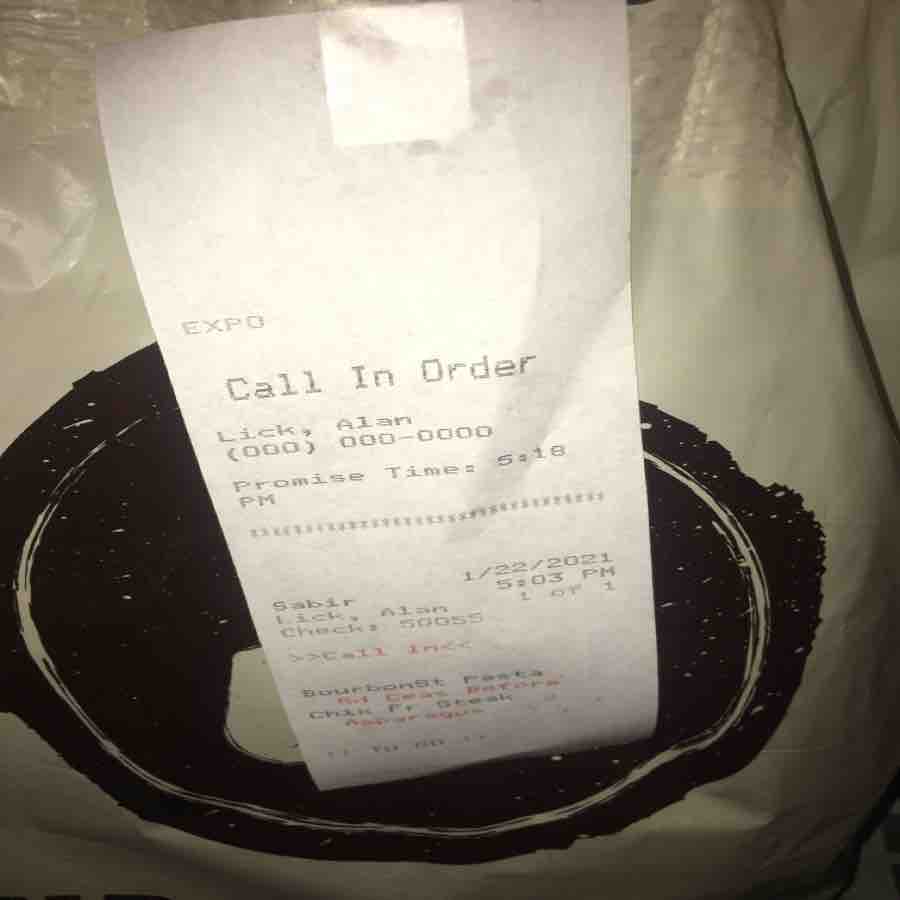 EXPO
Call In Order
Lick, Alan
(000) 000-0000
Promise Time: 5:18
PM
1/22/2021
Sabir 5:03 PM
Lick, Alan 1 of 1
Check: 50055
>>Call In<<
BourbonSt Pasta
Sd Ceas Before
Chik Fr Steak
Asparagus
TO GO